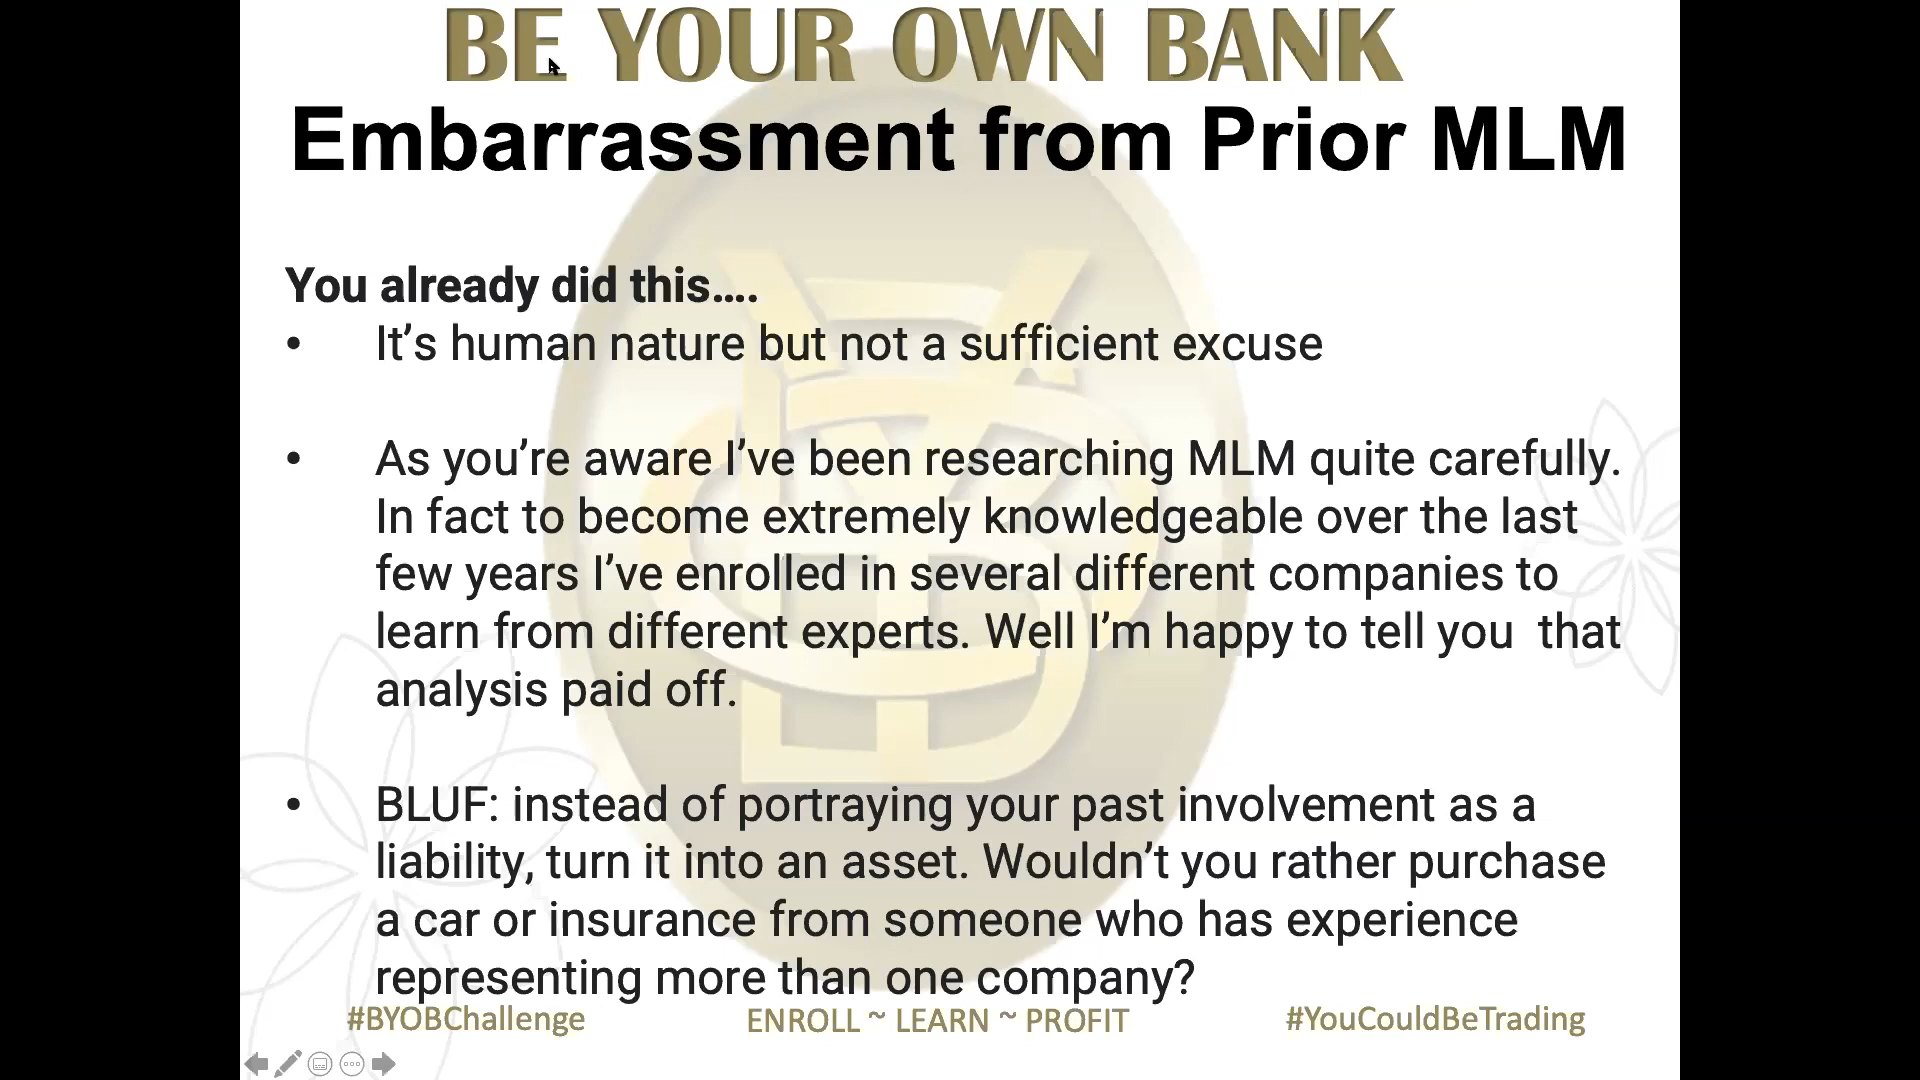 BE YOUR OWN BANK
Embarrassment from Prior MLM
You already did this....
• It’s human nature but not a sufficient excuse
• As you’re aware I’ve been researching MLM quite carefully.
In fact to become extremely knowledgeable over the last
few years I’ve enrolled in several different companies to
learn from different experts. Well I’m happy to tell you  that
analysis paid off.
• BLUF: instead of portraying your past involvement as a
liability, turn it into an asset. Wouldn’t you rather purchase
a car or insurance from someone who has experience
representing more than one company?
#BYOBChallenge
ENROLL ~ LEARN ~ PROFIT
#YouCouldBeTrading